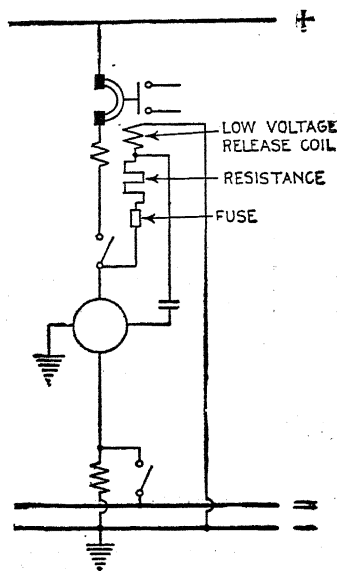 +
LOW VOLTAGE
RELEASE COIL
RESISTANCE
FUSE
=
−